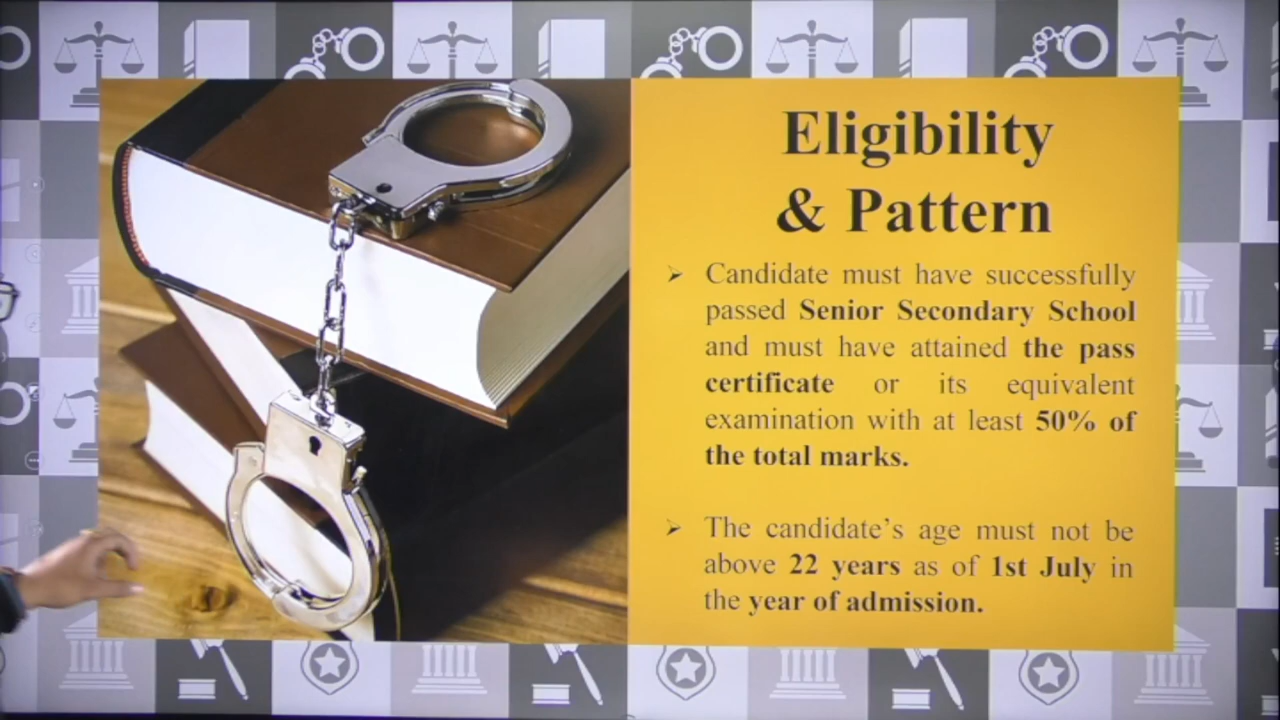 Eligibility
& Pattern
➢ Candidate must have successfully
passed Senior Secondary School
and must have attained the pass
certificate or its equivalent
examination with at least 50% of
the total marks.
➢ The candidate's age must not be
above 22 years as of 1st July in
the year of admission.